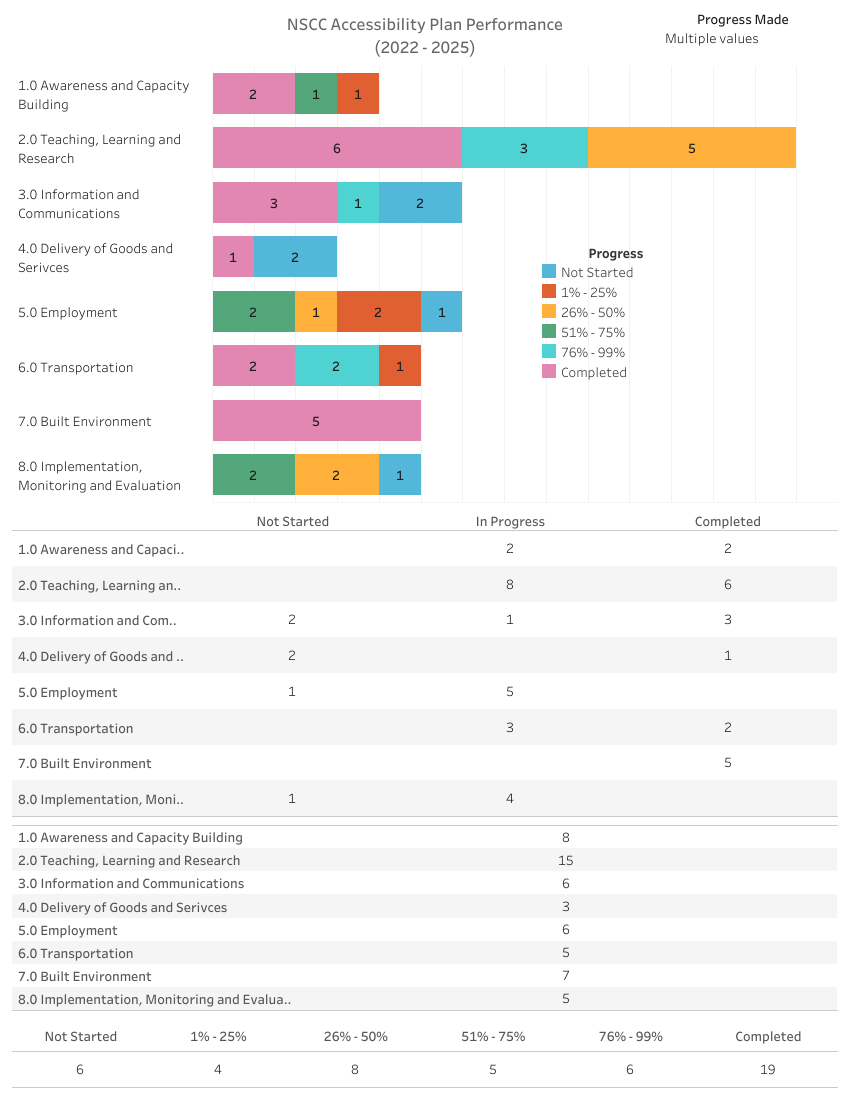 NSCC Accessibility Plan Performance
(2022 - 2025)
Progress Made
Multiple values
1.0 Awareness and Capacity
Building
2 1 1
2.0 Teaching, Learning and
Research
6 3 5
3.0 Information and
Communications
3 1 2
4.0 Delivery of Goods and
Serivces
1 2
5.0 Employment
2 1 2 1
6.0 Transportation
2 2 1
7.0 Built Environment
5
8.0 Implementation,
Monitoring and Evaluation
2 2 1
Progress
Not Started
1% - 25%
26% - 50%
51% - 75%
76% - 99%
Completed
Not Started In Progress Completed
1.0 Awareness and Capaci.. 2 2
2.0 Teaching, Learning an.. 8 6
3.0 Information and Com.. 2 1 3
4.0 Delivery of Goods and .. 2 1
5.0 Employment 1 5
6.0 Transportation 3 2
7.0 Built Environment 5
8.0 Implementation, Moni.. 1 4
1.0 Awareness and Capacity Building 8
2.0 Teaching, Learning and Research 15
3.0 Information and Communications 6
4.0 Delivery of Goods and Serivces 3
5.0 Employment 6
6.0 Transportation 5
7.0 Built Environment 7
8.0 Implementation, Monitoring and Evalua.. 5
Not Started 1% - 25% 26% - 50% 51% - 75% 76% - 99% Completed
6 4 8 5 6 19